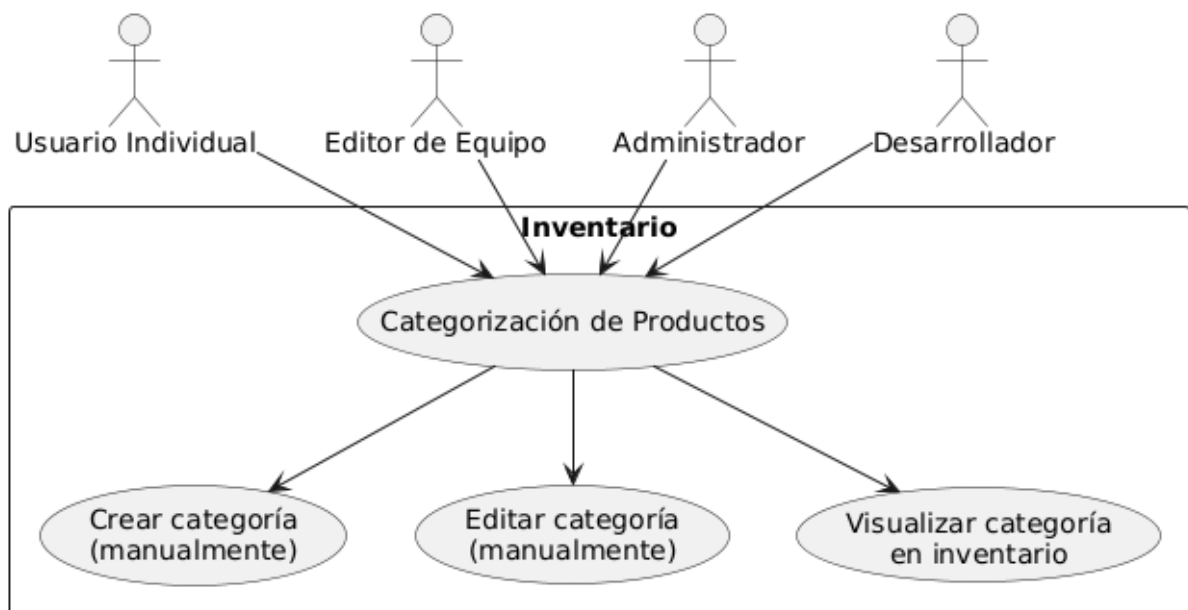 Usuario Individual
Editor de Equipo
Administrador
Desarrollador
Inventario
Categorización de Productos
Crear categoría
(manualmente)
Editar categoría
(manualmente)
Visualizar categoría
en inventario